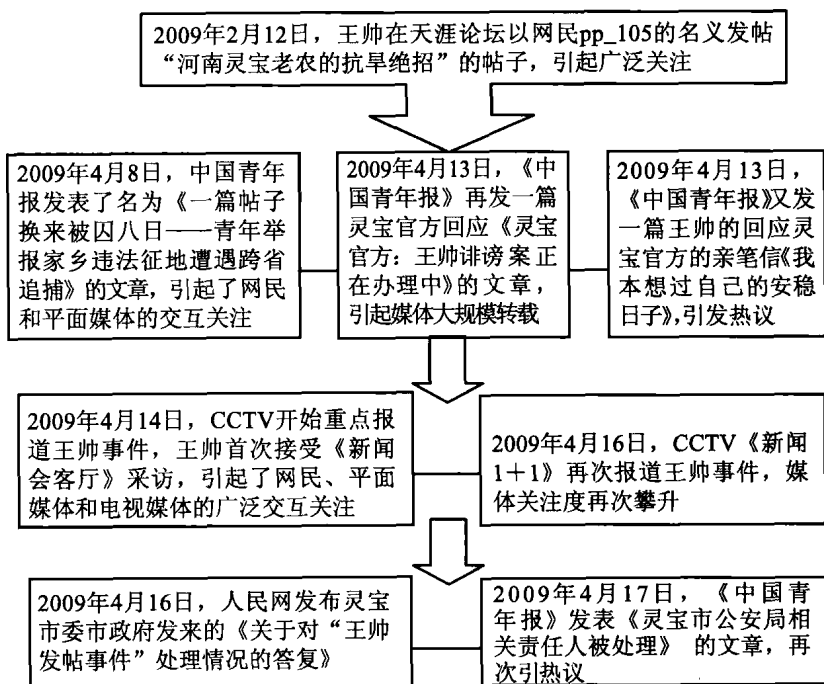 2009年2月12日，王帅在天涯论坛以网民pp_105的名义发帖
“河南灵宝老农的抗旱绝招”的帖子，引起广泛关注
2009年4月8日，中国青年
报发表了名为《一篇帖子
换来被囚八日——青年举
报家乡违法征地遭遇跨省
追捕》的文章，引起了网民
和平面媒体的交互关注
2009年4月13日，《中
国青年报》再发一篇
灵宝官方回应《灵宝
官方：王帅诽谤案正
在办理中》的文章，
引起媒体大规模转载
2009年4月13日，
《中国青年报》又发
一篇王帅的回应灵
宝官方的亲笔信《我
本想过自己的安稳
日子》，引发热议
2009年4月14日，CCTV开始重点报
道王帅事件，王帅首次接受《新闻
会客厅》采访，引起了网民、平面
媒体和电视媒体的广泛交互关注
2009年4月16日，CCTV《新闻
1+1》再次报道王帅事件，媒
体关注度再次攀升
2009年4月16日，人民网发布灵宝
市委市政府发来的《关于对“王帅
发帖事件”处理情况的答复》
2009年4月17日，《中国青
年报》发表《灵宝市公安局相
关责任人被处理》 的文章，再
次引热议